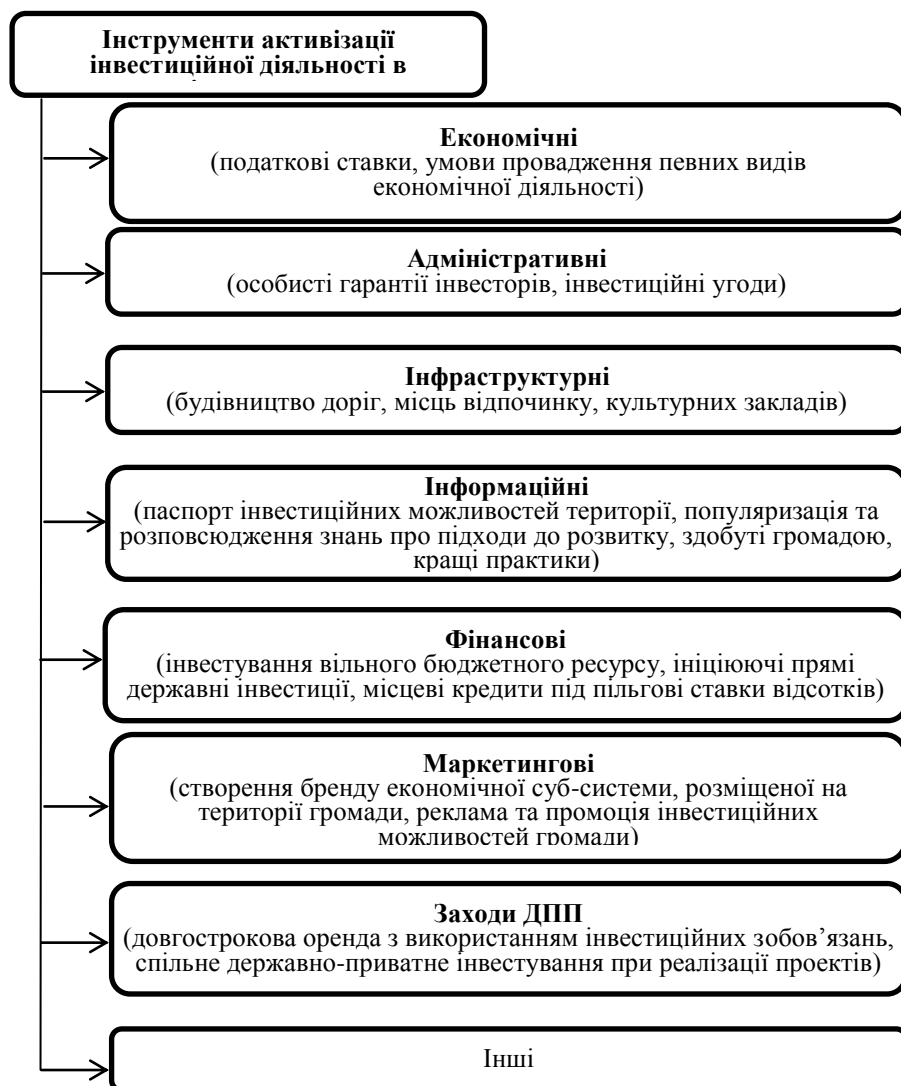 Інструменти активізації
інвестиційної діяльності в
Економічні
(податкові ставки, умови провадження певних видів
економічної діяльності)
Адміністративні
(особисті гарантії інвесторів, інвестиційні угоди)
Інфраструктурні
(будівництво доріг, місць відпочинку, культурних закладів)
Інформаційні
(паспорт інвестиційних можливостей території, популяризація та
розповсюдження знань про підходи до розвитку, здобуті громадою,
кращі практики)
Фінансові
(інвестування вільного бюджетного ресурсу, ініціюючі прямі
державні інвестиції, місцеві кредити під пільгові ставки відсотків)
Маркетингові
(створення бренду економічної суб-системи, розміщеної на
території громади, реклама та промоція інвестиційних
можливостей громади)
Заходи ДПП
(довгострокова оренда з використанням інвестиційних зобов’язань,
спільне державно-приватне інвестування при реалізації проектів)
Інші